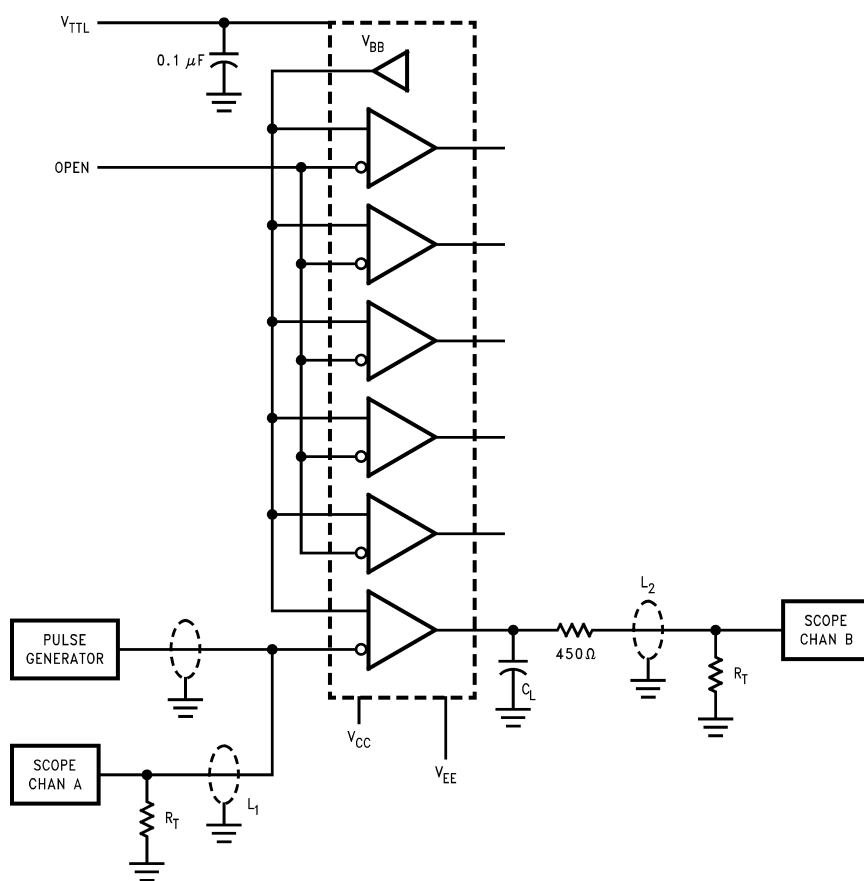 V_TTL
V_BB
0.1 μF
OPEN
L_2
PULSE
GENERATOR
SCOPE
CHAN B
450Ω
R_T
C_L
V_CC
SCOPE
CHAN A
V_EE
L_1
R_T